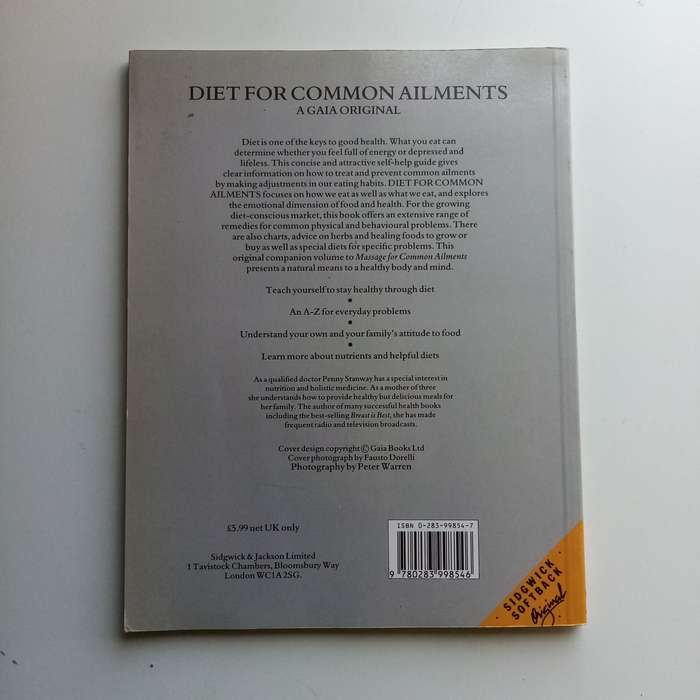 DIET FOR COMMON AILMENTS
A GAIA ORIGINAL
Diet is one of the keys to good health. What you eat can
determine whether you feel full of energy or depressed and
lifeless. This concise and attractive self-help guide gives
clear information on how to treat and prevent common ailments
by making adjustments in our eating habits. DIET FOR COMMON
AILMENTS focuses on how we eat as well as what we eat, and explores
the emotional dimension of food and health. For the growing
diet-conscious market, this book offers an extensive range of
remedies for common physical and behavioural problems. There
are also charts, advice on herbs and healing foods to grow or
buy as well as special diets for specific problems. This
original companion volume to Massage for Common Ailments
presents a natural means to a healthy body and mind.
Teach yourself to stay healthy through diet
•
An A-Z for everyday problems
•
Understand your own and your family's attitude to food
•
Learn more about nutrients and helpful diets
As a qualified doctor Penny Stanway has a special interest in
nutrition and holistic medicine. As a mother of three
she understands how to provide healthy but delicious meals for
her family. The author of many successful health books
including the best-selling Breast is Best, she has made
frequent radio and television broadcasts.
Cover design copyright © Gaia Books Ltd
Cover photograph by Fausto Dorelli
Photography by Peter Warren
£5.99 net UK only
Sidgwick & Jackson Limited
1 Tavistock Chambers, Bloomsbury Way
London WC1A 2SG.
ISBN 0-283-99854-7
9 780283 998546
SIDGWICK
SOFTBACK
Original